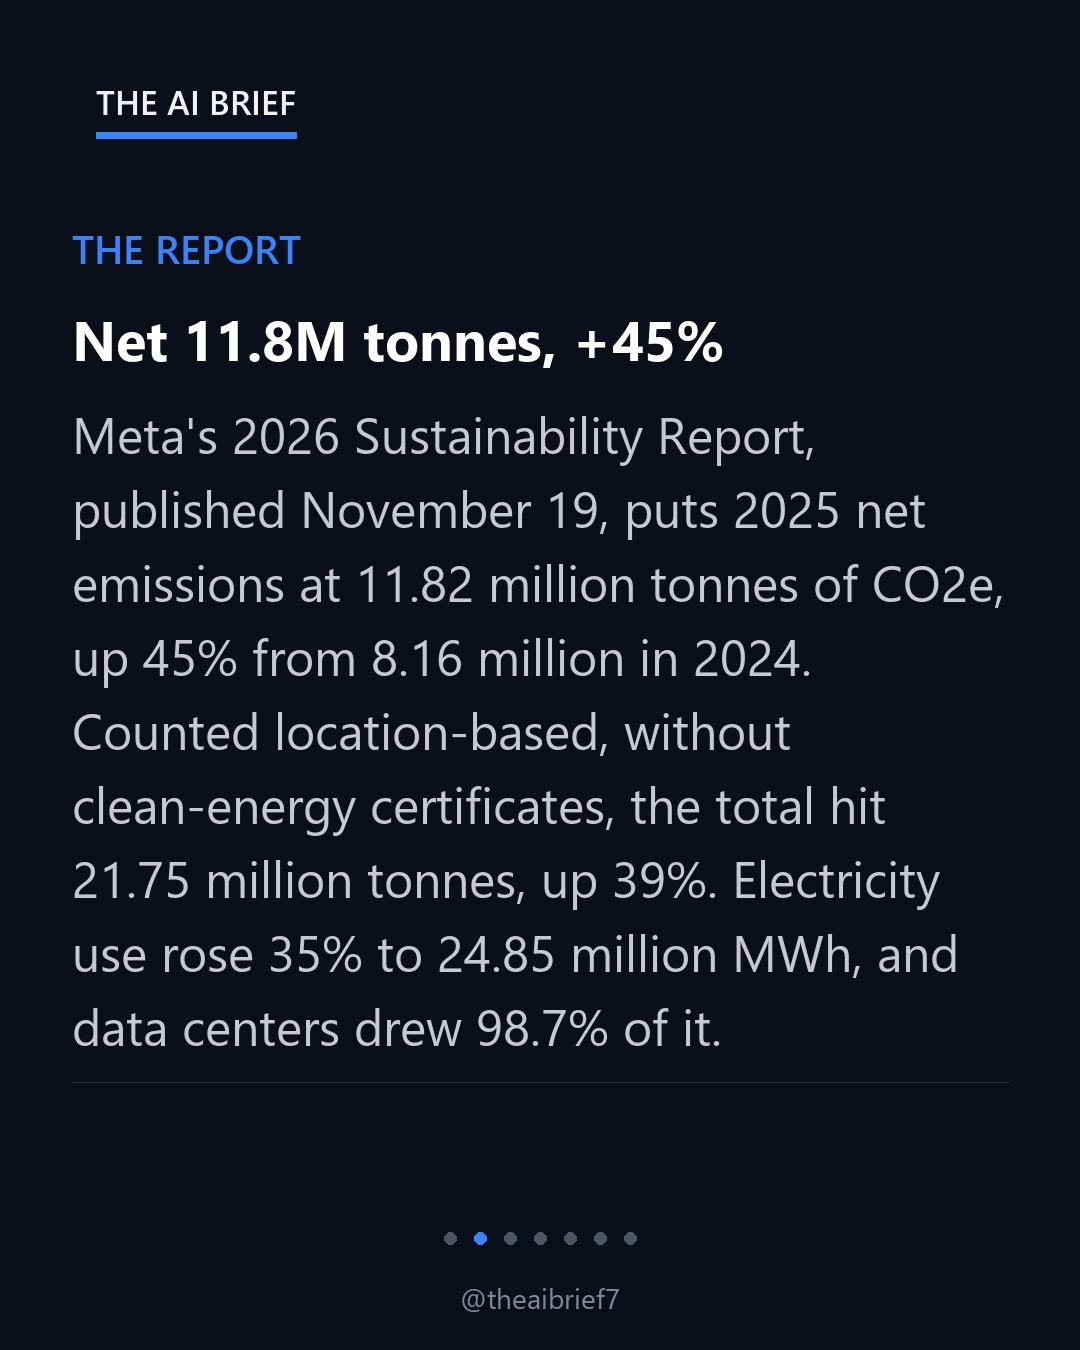 THE AI BRIEF
THE REPORT
Net 11.8M tonnes, +45%
Meta's 2026 Sustainability Report,
published November 19, puts 2025 net
emissions at 11.82 million tonnes of CO2e,
up 45% from 8.16 million in 2024.
Counted location-based, without
clean-energy certificates, the total hit
21.75 million tonnes, up 39%. Electricity
use rose 35% to 24.85 million MWh, and
data centers drew 98.7% of it.
@theaibrief7